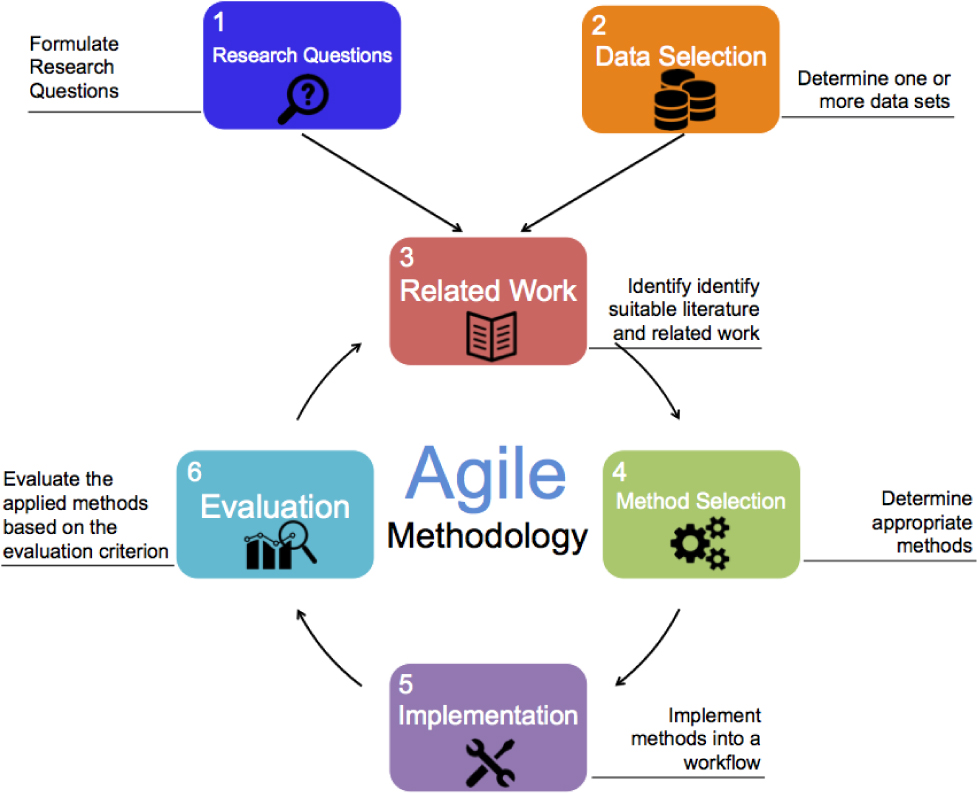 1
Research Questions
Formulate
Research
Questions
2
Data Selection
Determine one or
more data sets
3
Related Work
Identify identify
suitable literature
and related work
4
Method Selection
Determine
appropriate
methods
5
Implementation
Implement
methods into a
workflow
6
Evaluation
Evaluate the
applied methods
based on the
evaluation criterion
Agile
Methodology
?